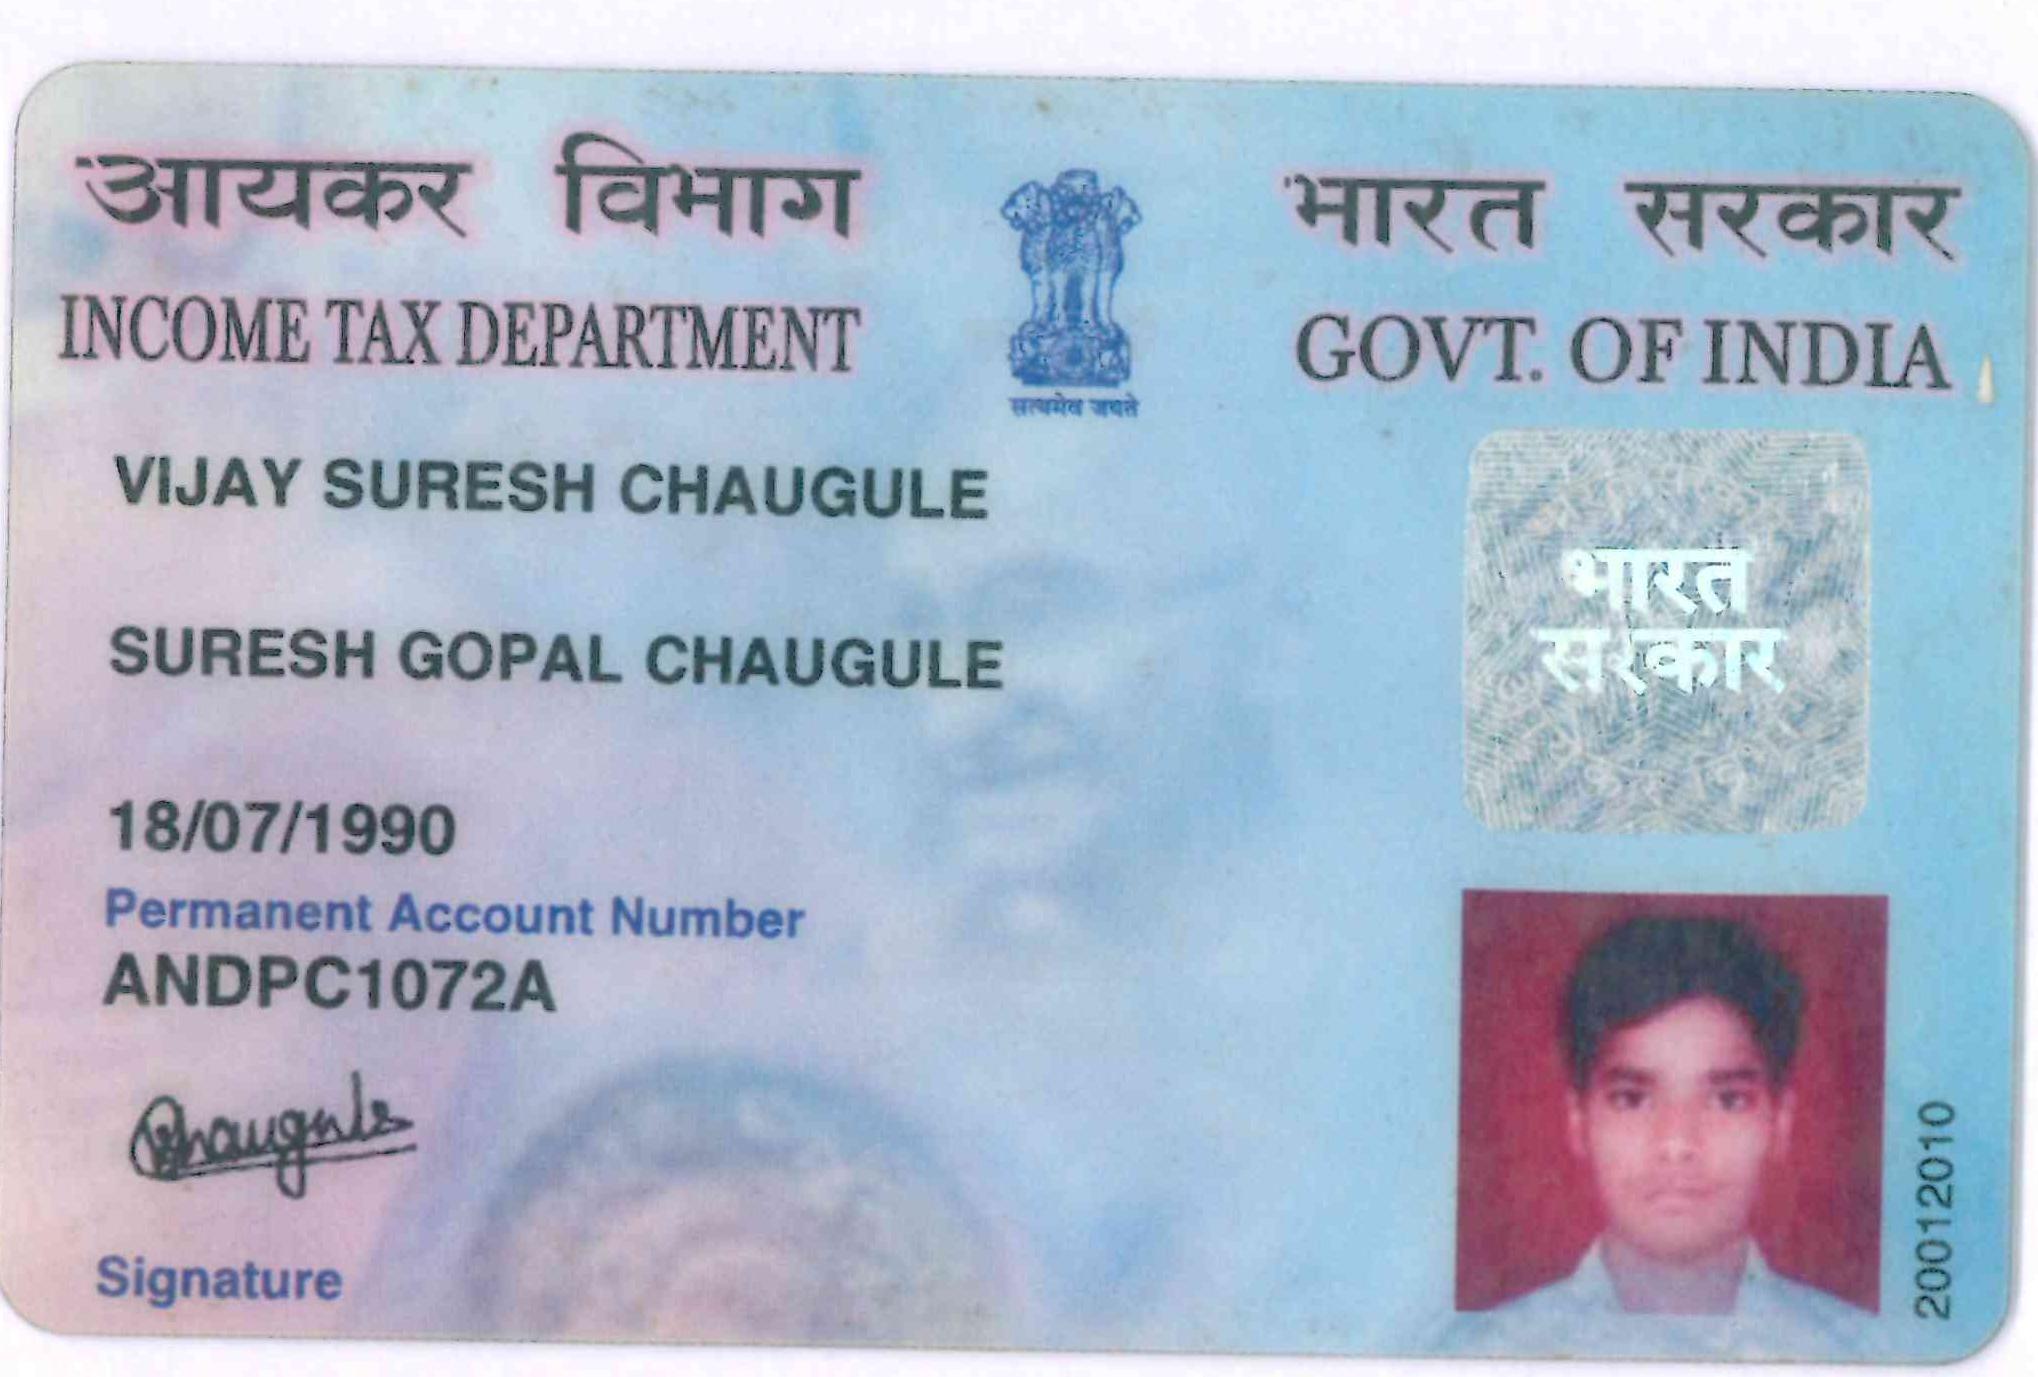 आयकर विभाग
INCOME TAX DEPARTMENT
सत्यमेव जयते
भारत सरकार
GOVT. OF INDIA
VIJAY SURESH CHAUGULE
SURESH GOPAL CHAUGULE
18/07/1990
Permanent Account Number
ANDPC1072A
Chaugule
Signature
भारत
सरकार
20012010